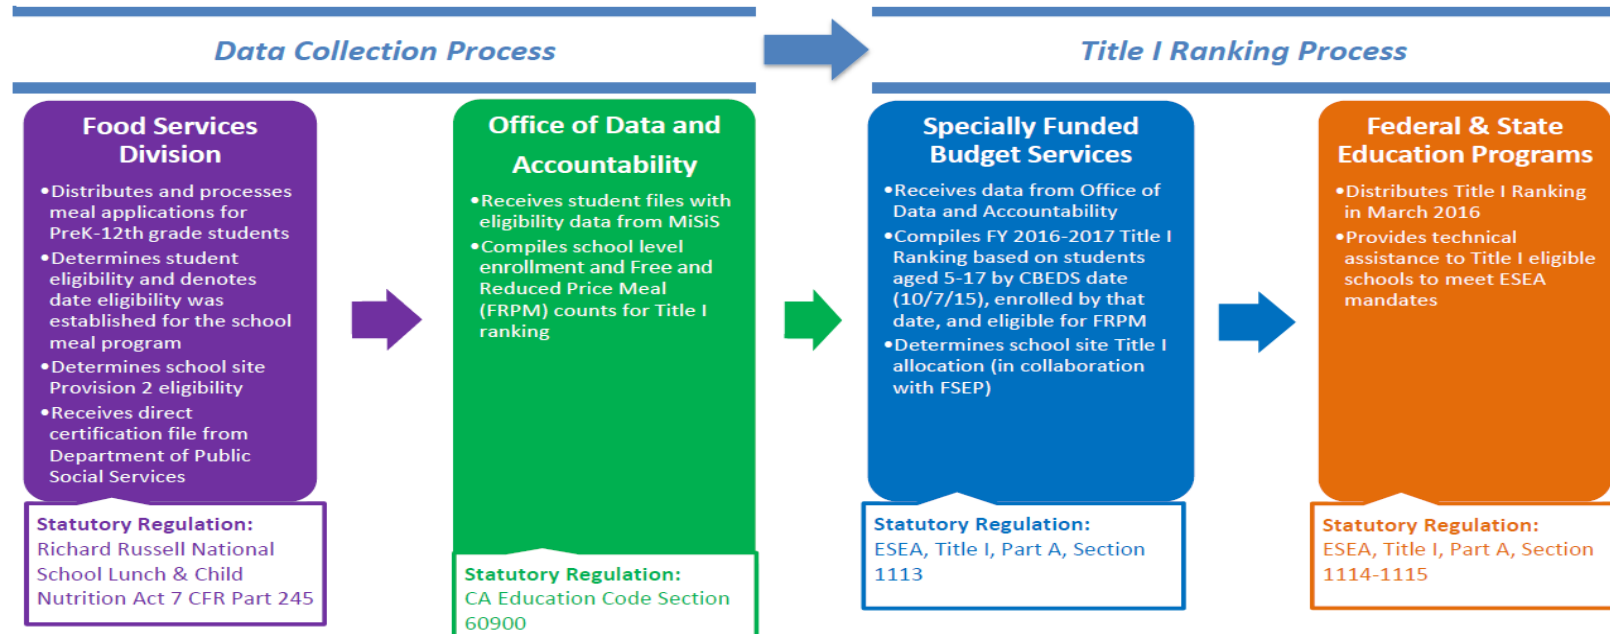 Data Collection Process
Title I Ranking Process
Food Services
Division
•Distributes and processes
meal applications for
PreK-12th grade students
•Determines student
eligibility and denotes
date eligibility was
established for the school
meal program
•Determines school site
Provision 2 eligibility
•Receives direct
certification file from
Department of Public
Social Services
Statutory Regulation:
Richard Russell National
School Lunch & Child
Nutrition Act 7 CFR Part 245
Office of Data and
Accountability
•Receives student files with
eligibility data from MiSiS
•Compiles school level
enrollment and Free and
Reduced Price Meal
(FRPM) counts for Title I
ranking
Statutory Regulation:
CA Education Code Section
60900
Specially Funded
Budget Services
•Receives data from Office of
Data and Accountability
•Compiles FY 2016-2017 Title I
Ranking based on students
aged 5-17 by CBEDS date
(10/7/15), enrolled by that
date, and eligible for FRPM
•Determines school site Title I
allocation (in collaboration
with FSEP)
Statutory Regulation:
ESEA, Title I, Part A, Section
1113
Federal & State
Education Programs
•Distributes Title I Ranking
in March 2016
•Provides technical
assistance to Title I eligible
schools to meet ESEA
mandates
Statutory Regulation:
ESEA, Title I, Part A, Section
1114-1115